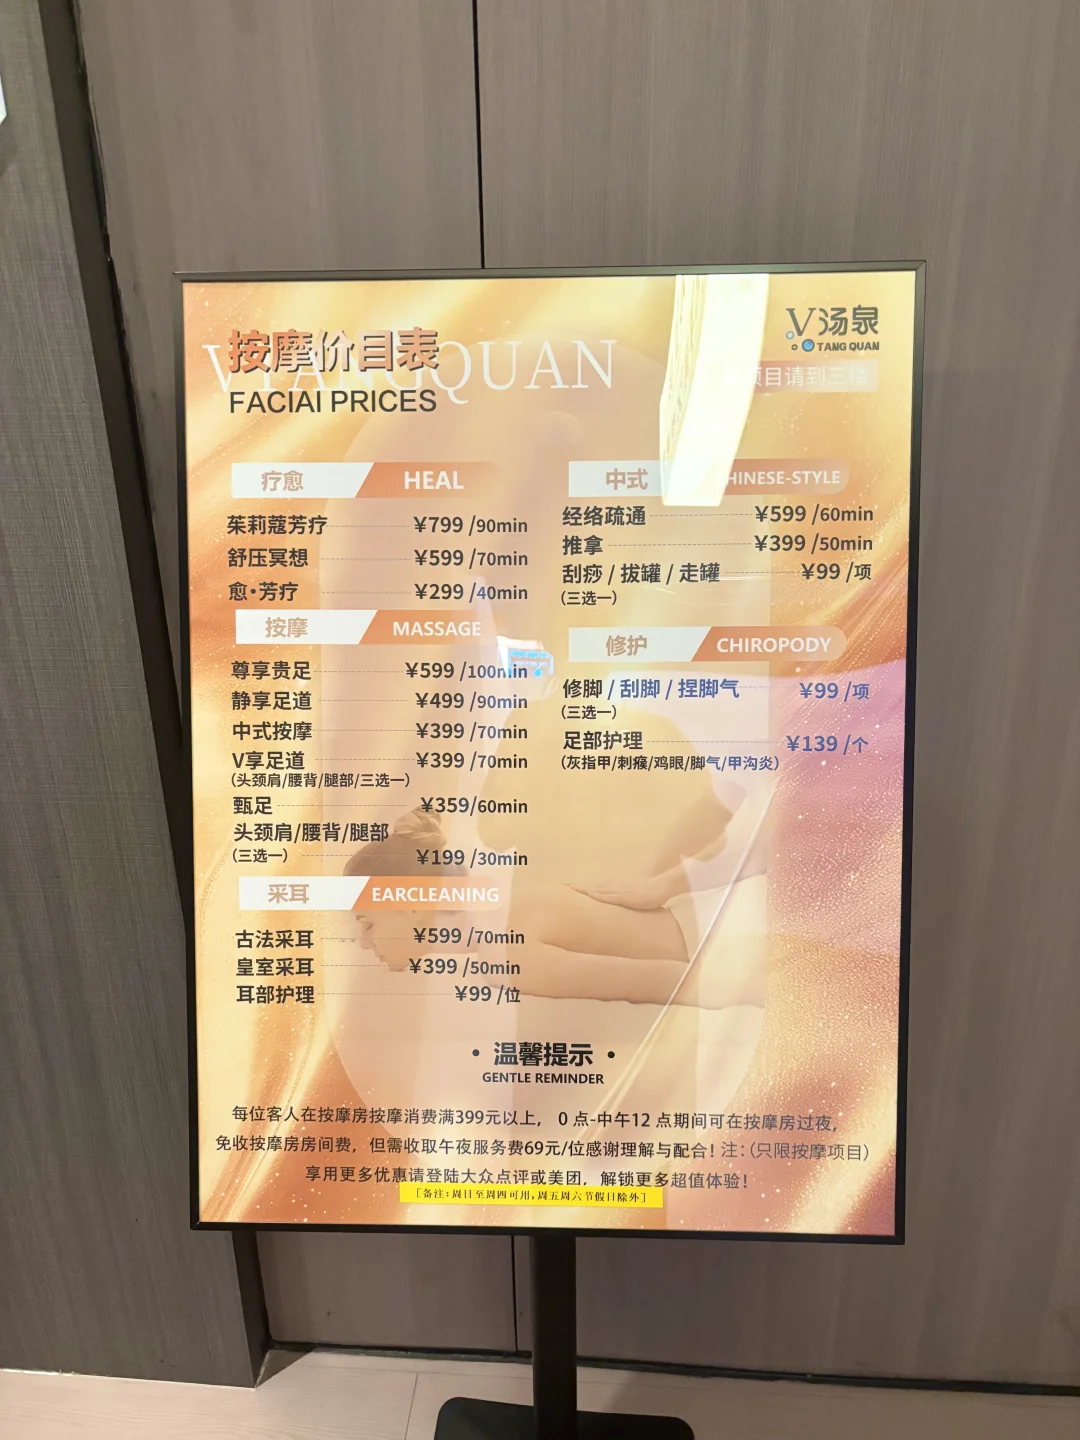 按摩价目表
VTANGQUAN
FACIAI PRICES
V汤泉
TANG QUAN
项目请到三楼
疗愈 HEAL
茱莉蔻芳疗 ¥799 /90min
舒压冥想 ¥599 /70min
愈·芳疗 ¥299 /40min
按摩 MASSAGE
尊享贵足 ¥599 /100min
静享足道 ¥499 /90min
中式按摩 ¥399 /70min
V享足道 ¥399 /70min
(头颈肩/腰背/腿部/三选一)
甄足 ¥359/60min
头颈肩/腰背/腿部
(三选一) ¥199 /30min
采耳 EARCLEANING
古法采耳 ¥599 /70min
皇室采耳 ¥399 /50min
耳部护理 ¥99 /位
中式 HINESE-STYLE
经络疏通 ¥599 /60min
推拿 ¥399 /50min
刮痧 / 拔罐 / 走罐 ¥99 /项
(三选一)
修护 CHIROPODY
修脚 / 刮脚 / 捏脚气 ¥99 /项
(三选一)
足部护理 ¥139 /个
(灰指甲/刺瘊/鸡眼/脚气/甲沟炎)
· 温馨提示 ·
GENTLE REMINDER
每位客人在按摩房按摩消费满399元以上， 0 点-中午12 点期间可在按摩房过夜，
免收按摩房房间费，但需收取午夜服务费69元/位感谢理解与配合！注：(只限按摩项目)
享用更多优惠请登陆大众点评或美团，解锁更多超值体验！
[备注：周日至周四可用，周五周六节假日除外]